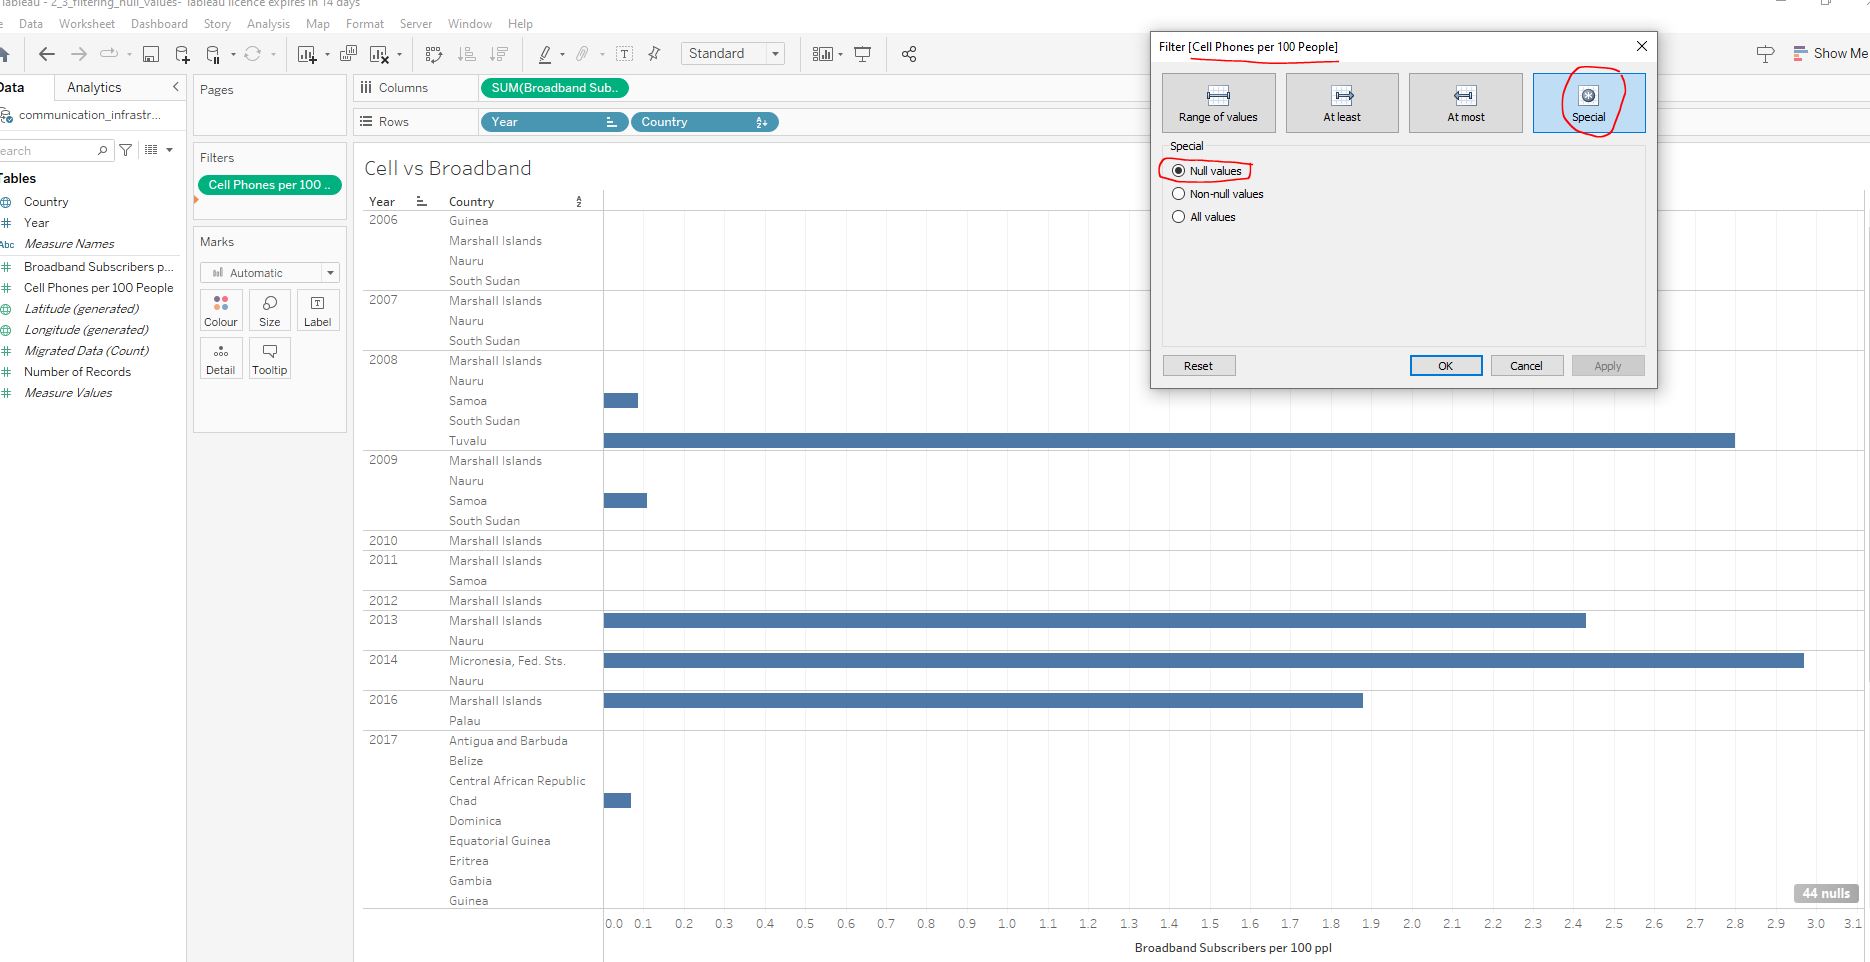 Tableau - 2_3_filtering_null_values- Tableau licence expires in 14 days
Data Worksheet Dashboard Story Analysis Map Format Server Window Help
Standard
Show Me
Data Analytics
communication_infrastr...
Search
Tables
Country
Year
Abc Measure Names
Broadband Subscribers p...
Cell Phones per 100 People
Latitude (generated)
Longitude (generated)
Migrated Data (Count)
Number of Records
Measure Values
Pages
Filters
Cell Phones per 100 ..
Marks
Automatic
Colour Size Label
Detail Tooltip
Columns SUM(Broadband Sub..
Rows Year Country
Cell vs Broadband
Year Country
2006 Guinea
Marshall Islands
Nauru
South Sudan
2007 Marshall Islands
Nauru
South Sudan
2008 Marshall Islands
Nauru
Samoa
South Sudan
Tuvalu
2009 Marshall Islands
Nauru
Samoa
South Sudan
2010 Marshall Islands
2011 Marshall Islands
Samoa
2012 Marshall Islands
2013 Marshall Islands
Nauru
2014 Micronesia, Fed. Sts.
Nauru
2016 Marshall Islands
Palau
2017 Antigua and Barbuda
Belize
Central African Republic
Chad
Dominica
Equatorial Guinea
Eritrea
Gambia
Guinea
44 nulls
0.0 0.1 0.2 0.3 0.4 0.5 0.6 0.7 0.8 0.9 1.0 1.1 1.2 1.3 1.4 1.5 1.6 1.7 1.8 1.9 2.0 2.1 2.2 2.3 2.4 2.5 2.6 2.7 2.8 2.9 3.0 3.1
Broadband Subscribers per 100 ppl
Filter [Cell Phones per 100 People]
Range of values At least At most Special
Special
Null values
Non-null values
All values
Reset OK Cancel Apply